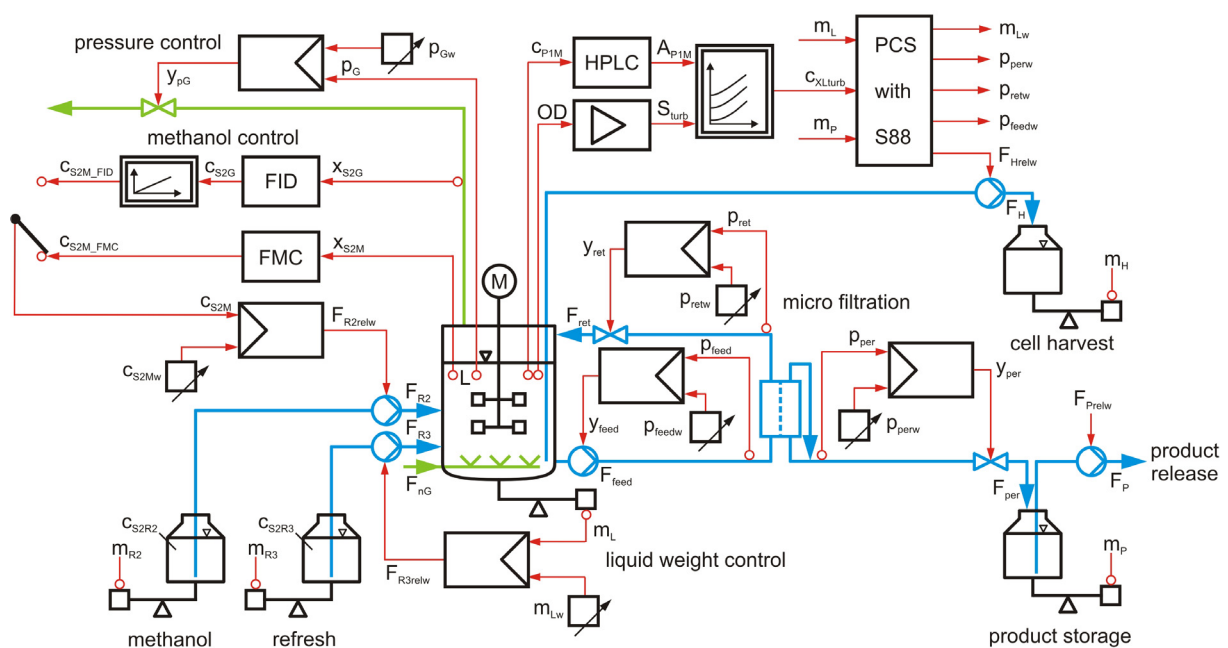 pressure control
y_pG
p_Gw
p_G
c_P1M
HPLC
A_P1M
OD
S_turb
m_L
PCS
with
S88
c_XLturb
m_P
m_Lw
p_perw
p_retw
p_feedw
F_Hrelw
methanol control
c_S2M_FID
c_S2G
FID
x_S2G
c_S2M_FMC
FMC
x_S2M
c_S2M
F_R2relw
c_S2Mw
M
L
F_H
m_H
cell harvest
p_ret
y_ret
p_retw
F_ret
micro filtration
p_feed
y_feed
p_feedw
F_feed
p_per
y_per
p_perw
F_Prelw
F_per
F_P
product
release
F_R2
F_R3
F_nG
c_S2R2
c_S2R3
m_R2
m_R3
methanol
refresh
m_L
liquid weight control
F_R3relw
m_Lw
m_P
product storage